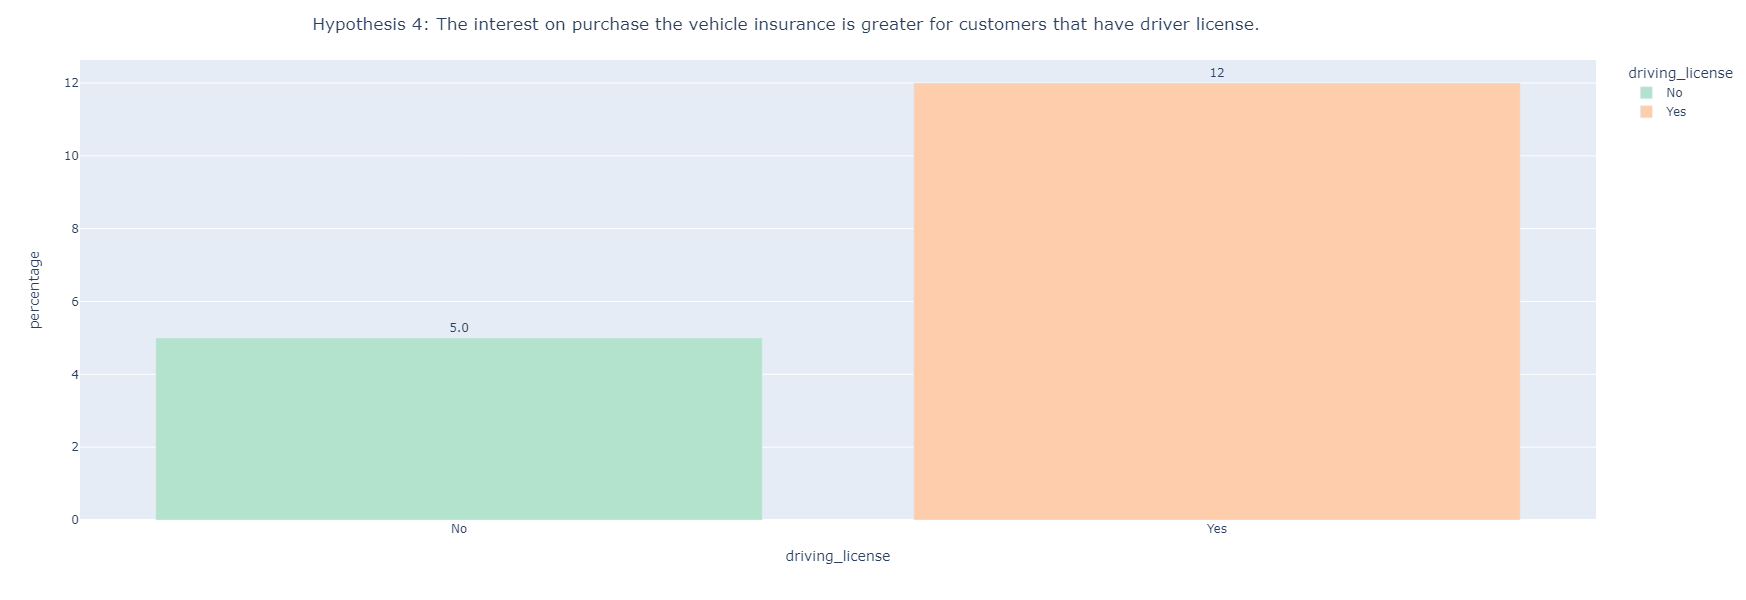 Hypothesis 4: The interest on purchase the vehicle insurance is greater for customers that have driver license.
driving_license
No
Yes
percentage
12
10
8
6
4
2
0
5.0
12
No
Yes
driving_license